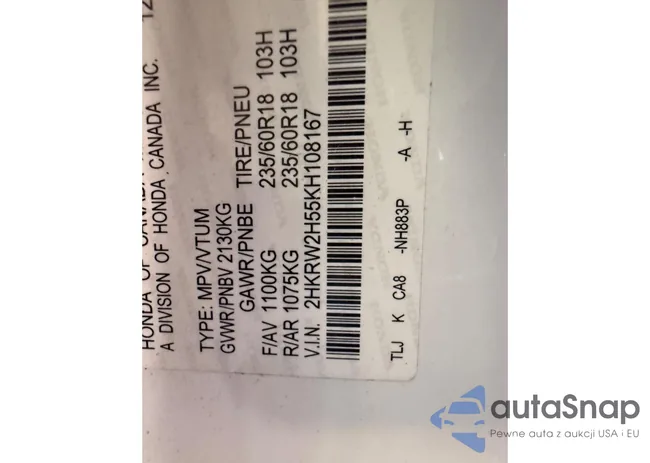 12
HONDA OF CANADA
A DIVISION OF HONDA CANADA INC.
TYPE: MPV/VTUM
GVWR/PNBV 2130KG
GAWR/PNBE TIRE/PNEU
F/AV 1100KG 235/60R18 103H
R/AR 1075KG 235/60R18 103H
V.I.N. 2HKRW2H55KH108167
TLJ K CA8 -NH883P -A -H
autaSnap
Pewne auta z aukcji USA i EU